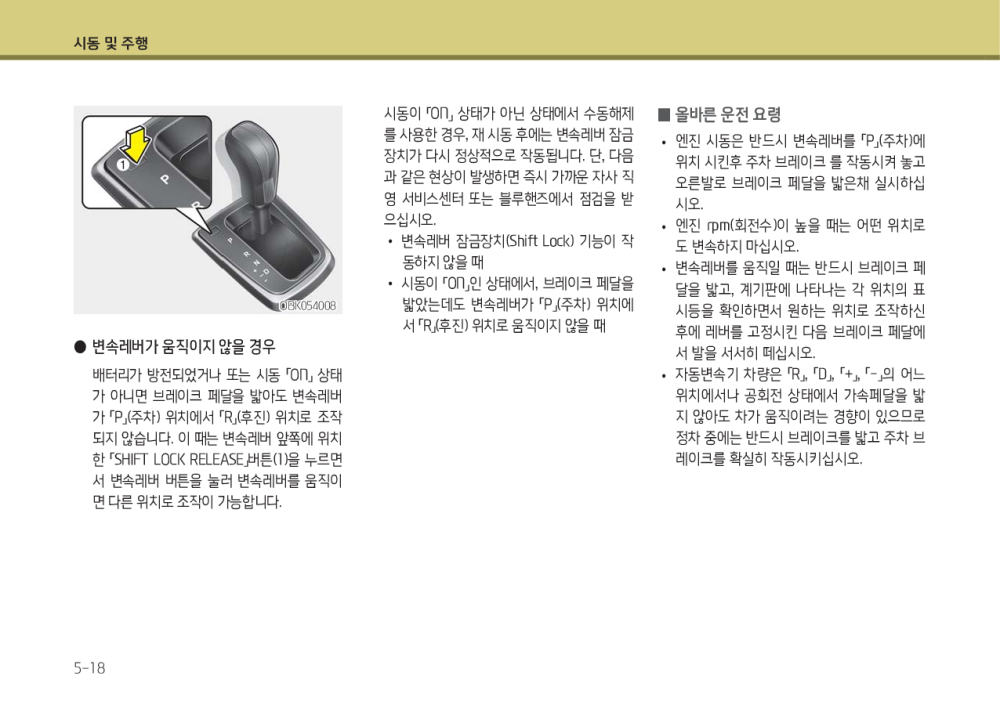 시동 및 주행
1
P
R
P
R
N
D
+
-
OBK054008
● 변속레버가 움직이지 않을 경우
배터리가 방전되었거나 또는 시동 「ON」 상태
가 아니면 브레이크 페달을 밟아도 변속레버
가 「P」(주차) 위치에서 「R」(후진) 위치로 조작
되지 않습니다. 이 때는 변속레버 앞쪽에 위치
한 「SHIFT LOCK RELEASE」버튼(1)을 누르면
서 변속레버 버튼을 눌러 변속레버를 움직이
면 다른 위치로 조작이 가능합니다.
시동이 「ON」 상태가 아닌 상태에서 수동해제
를 사용한 경우, 재 시동 후에는 변속레버 잠금
장치가 다시 정상적으로 작동됩니다. 단, 다음
과 같은 현상이 발생하면 즉시 가까운 자사 직
영 서비스센터 또는 블루핸즈에서 점검을 받
으십시오.
• 변속레버 잠금장치(Shift Lock) 기능이 작
동하지 않을 때
• 시동이 「ON」인 상태에서, 브레이크 페달을
밟았는데도 변속레버가 「P」(주차) 위치에
서 「R」(후진) 위치로 움직이지 않을 때
■ 올바른 운전 요령
• 엔진 시동은 반드시 변속레버를 「P」(주차)에
위치 시킨후 주차 브레이크 를 작동시켜 놓고
오른발로 브레이크 페달을 밟은채 실시하십
시오.
• 엔진 rpm(회전수)이 높을 때는 어떤 위치로
도 변속하지 마십시오.
• 변속레버를 움직일 때는 반드시 브레이크 페
달을 밟고, 계기판에 나타나는 각 위치의 표
시등을 확인하면서 원하는 위치로 조작하신
후에 레버를 고정시킨 다음 브레이크 페달에
서 발을 서서히 떼십시오.
• 자동변속기 차량은 「R」, 「D」, 「+」, 「-」의 어느
위치에서나 공회전 상태에서 가속페달을 밟
지 않아도 차가 움직이려는 경향이 있으므로
정차 중에는 반드시 브레이크를 밟고 주차 브
레이크를 확실히 작동시키십시오.
5-18